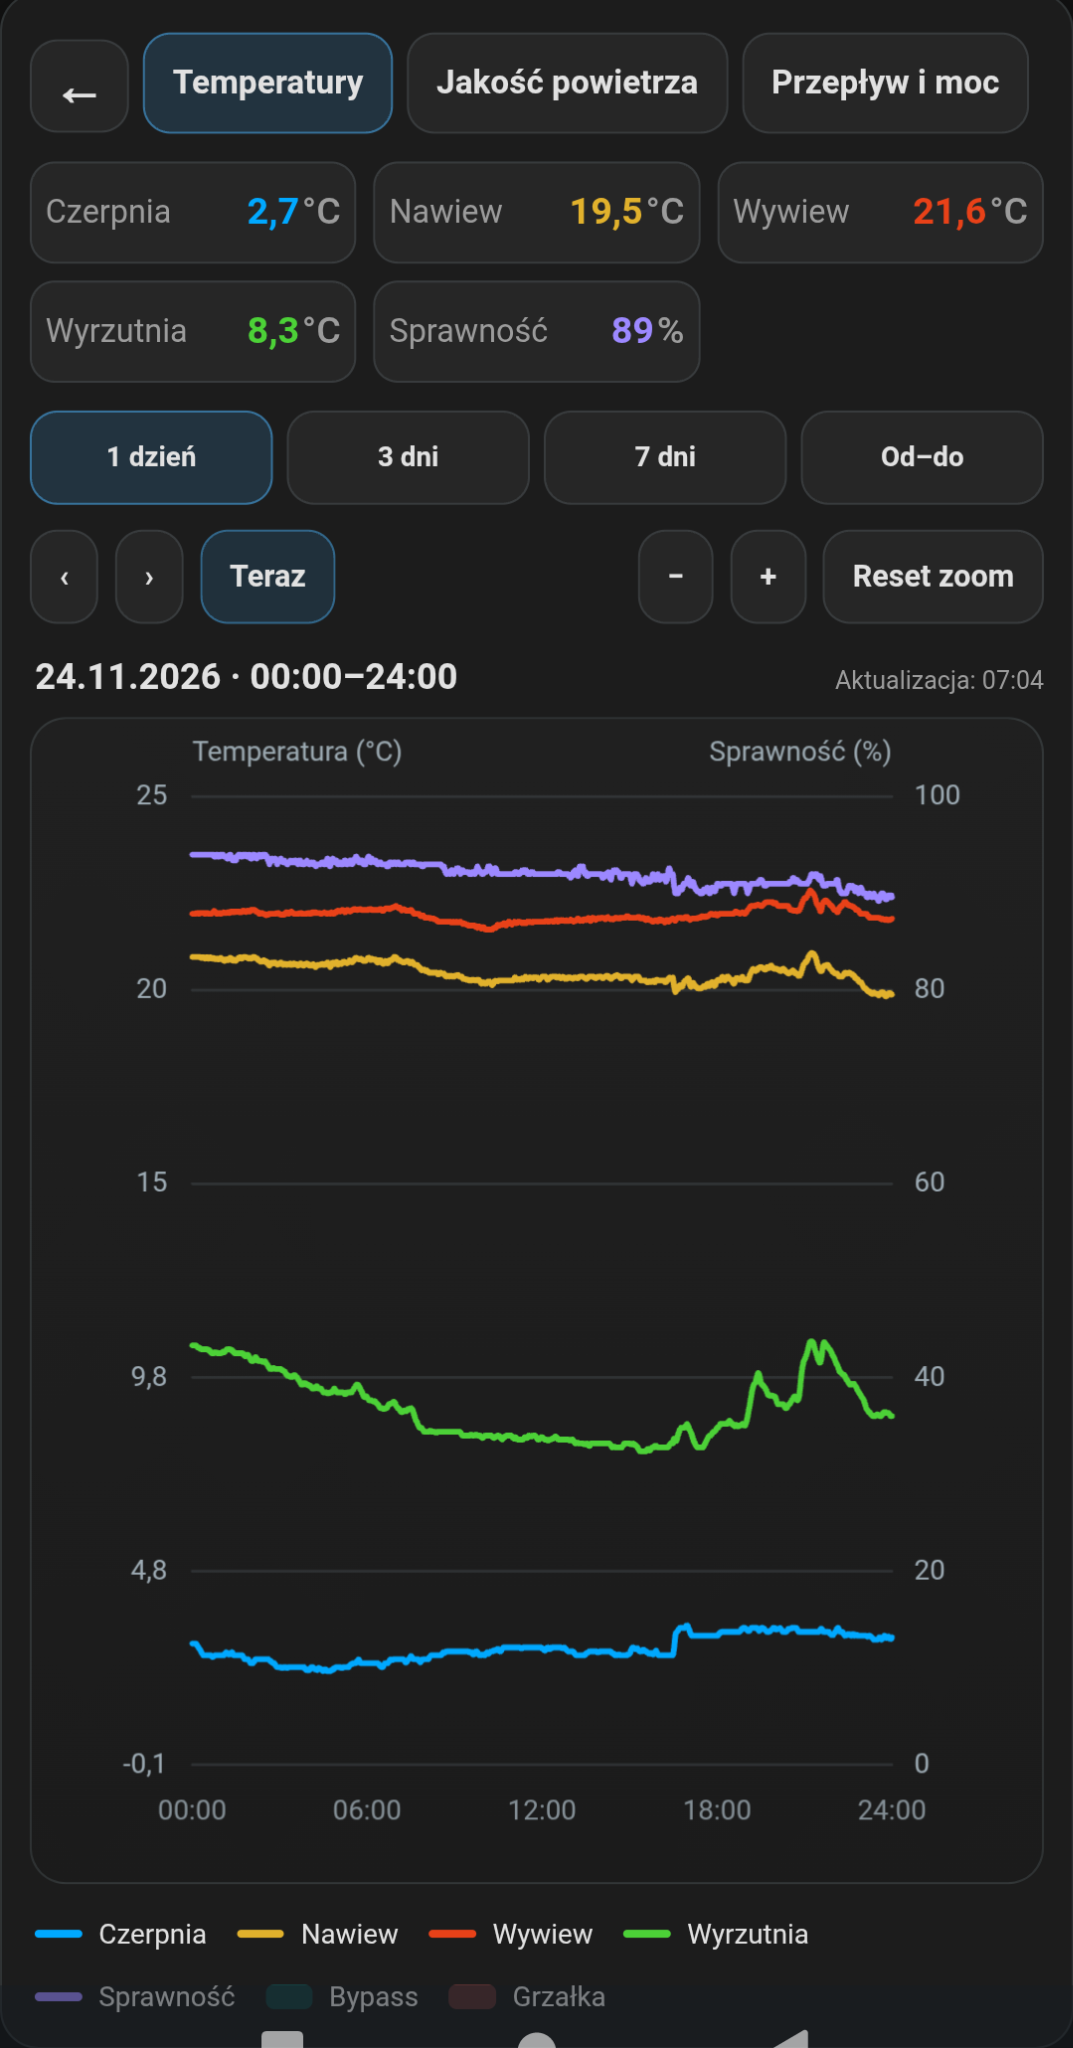 ← Temperatury Jakość powietrza Przepływ i moc
Czerpnia 2,7 °C Nawiew 19,5 °C Wywiew 21,6 °C
Wyrzutnia 8,3 °C Sprawność 89 %
1 dzień 3 dni 7 dni Od–do
‹ › Teraz − + Reset zoom
24.11.2026 · 00:00–24:00 Aktualizacja: 07:04
Temperatura (°C) Sprawność (%)
25 100
20 80
15 60
9,8 40
4,8 20
-0,1 0
00:00 06:00 12:00 18:00 24:00
Czerpnia Nawiew Wywiew Wyrzutnia
Sprawność Bypass Grzałka